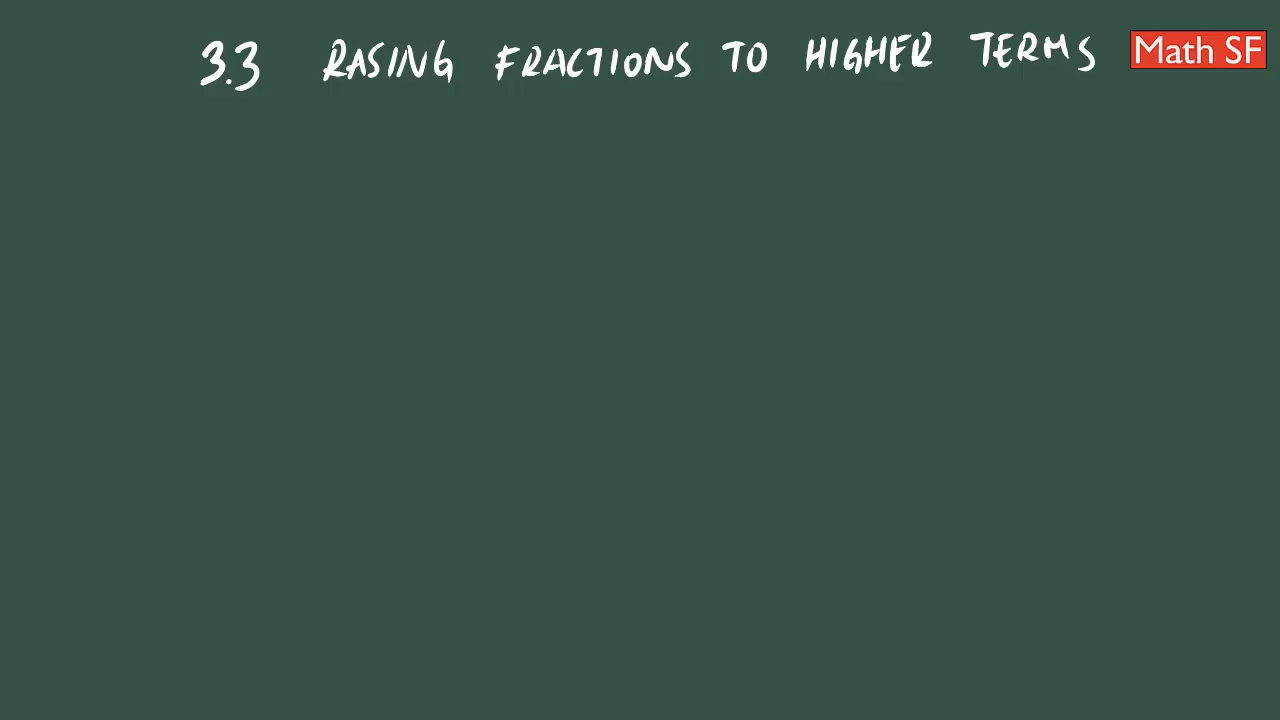 3.3 RASING FRACTIONS TO HIGHER TERMS Math SF